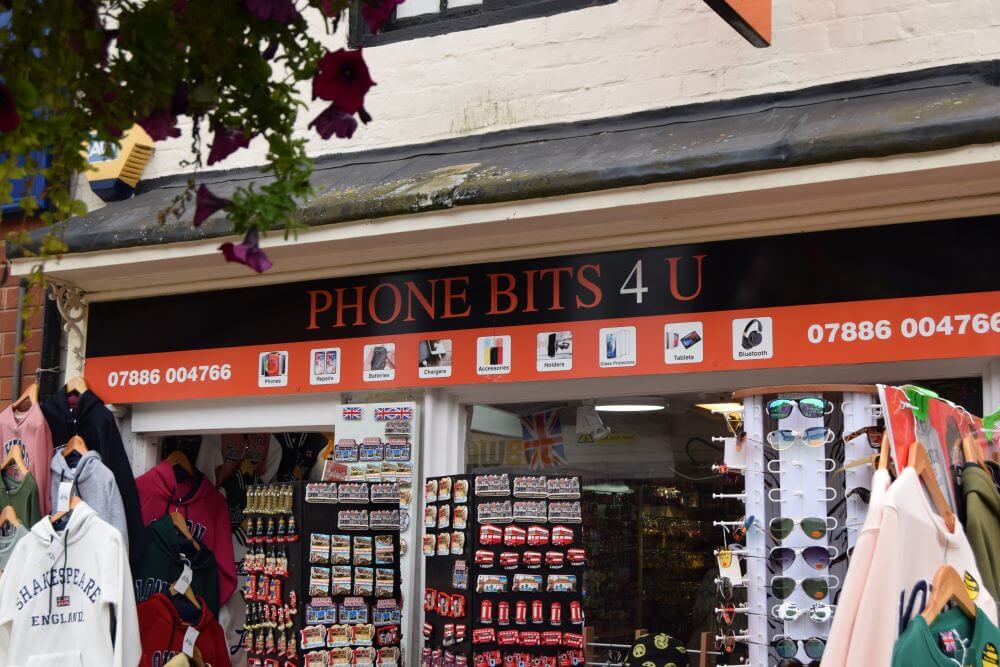 PHONE BITS 4 U
07886 004766
Phones
Repairs
Batteries
Chargers
Accessories
Holders
Glass Protectors
Tablets
Bluetooth
07886 004766
SHAKESPEARE
ENGLAND